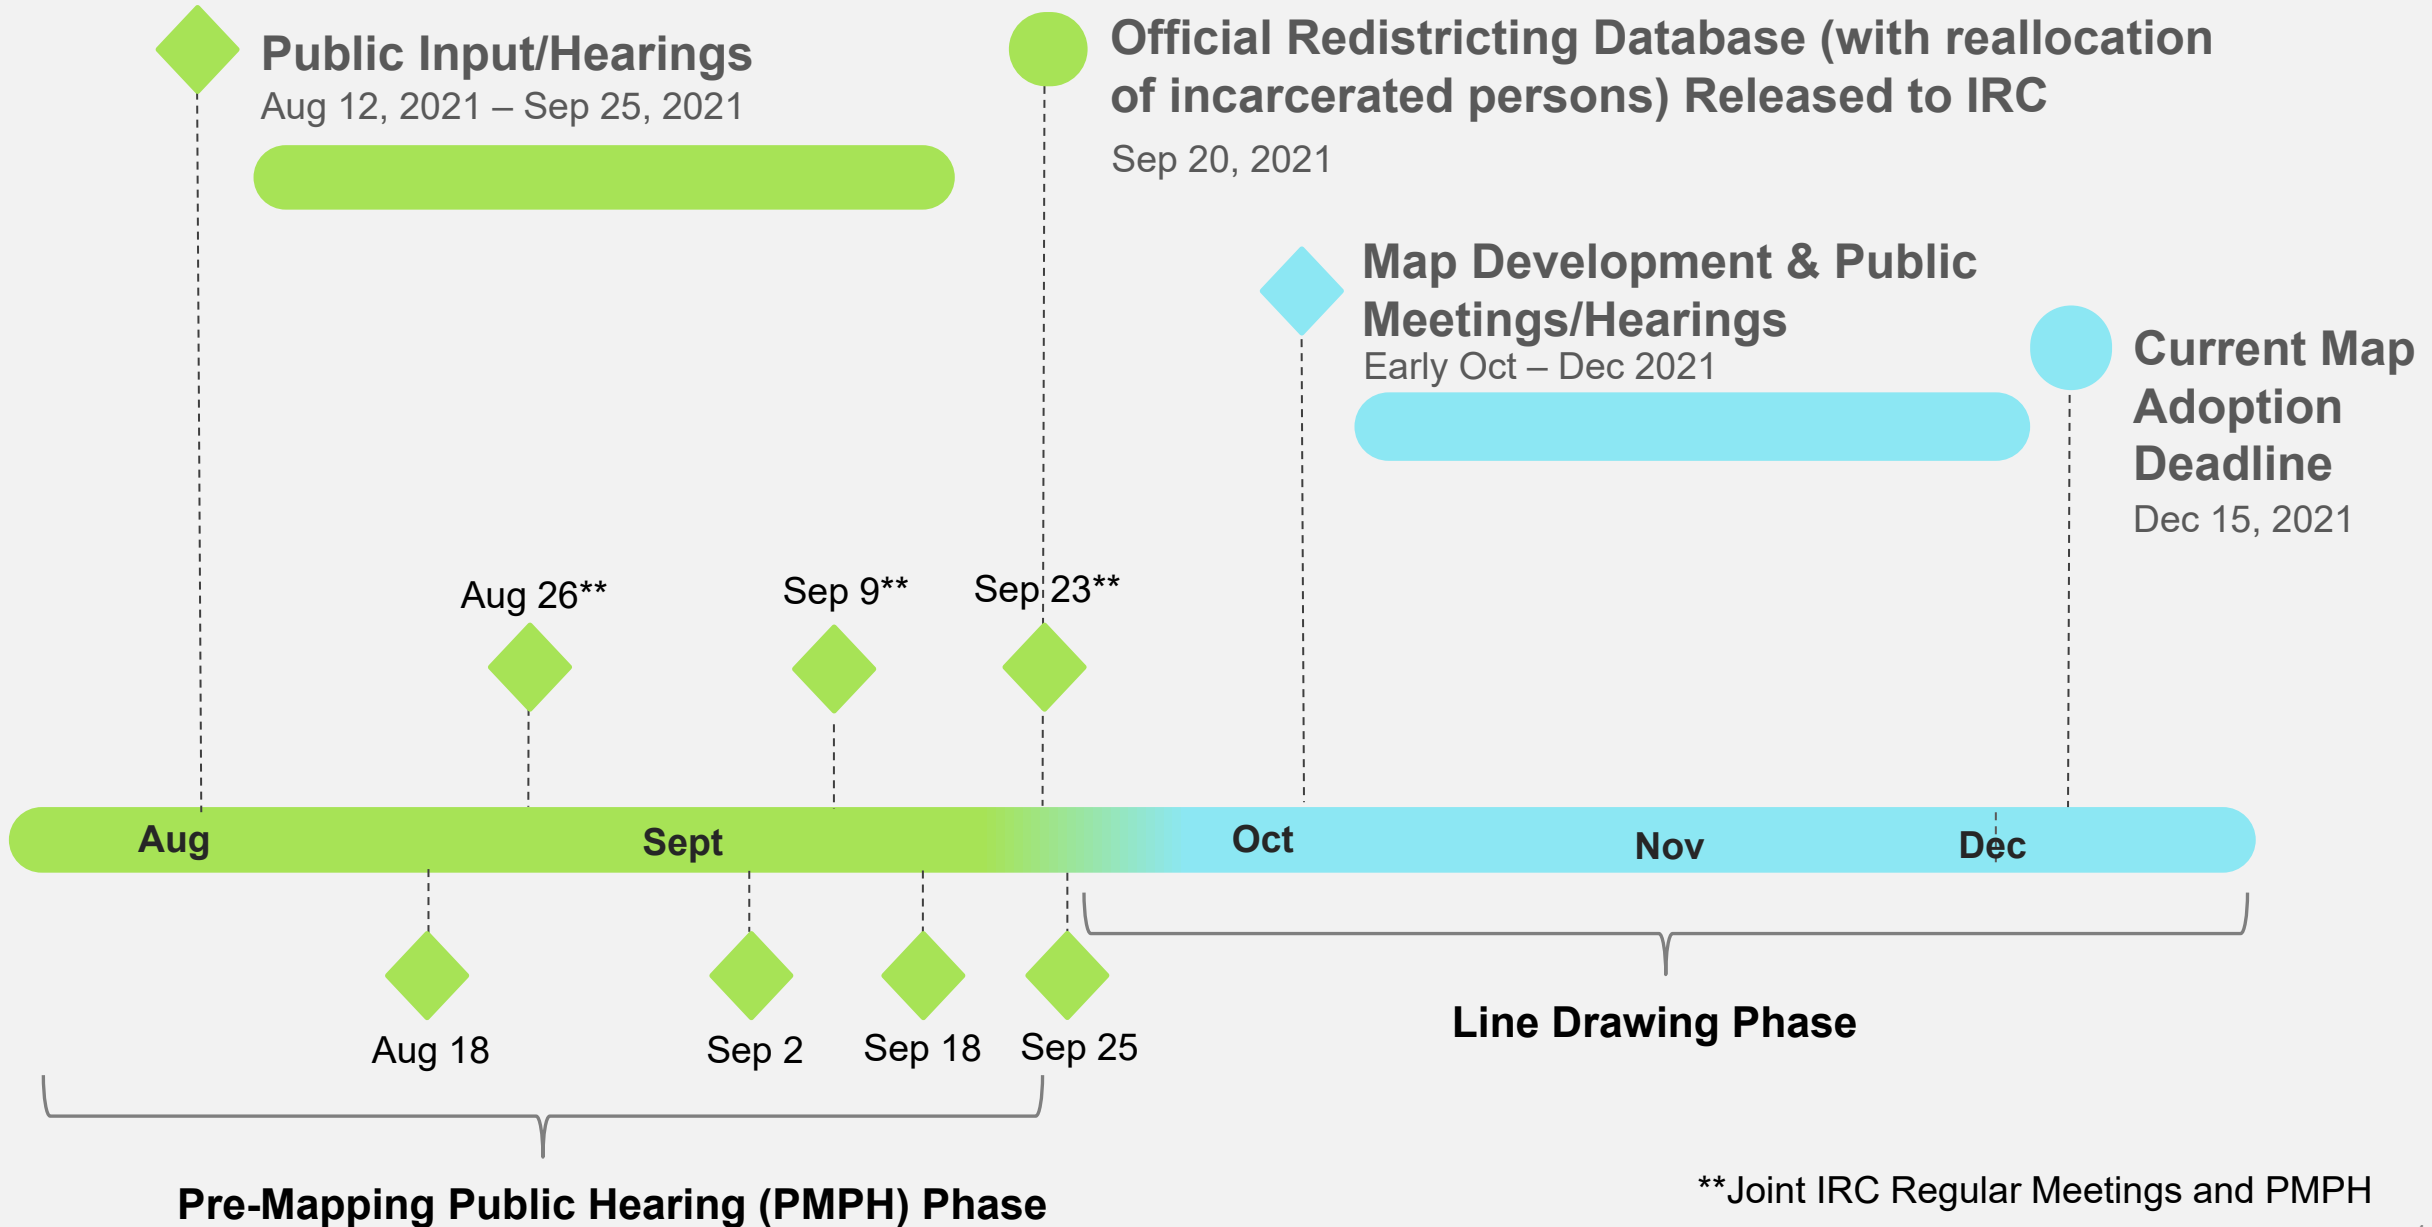 Public Input/Hearings
Aug 12, 2021 – Sep 25, 2021
Official Redistricting Database (with reallocation
of incarcerated persons) Released to IRC
Sep 20, 2021
Map Development & Public
Meetings/Hearings
Early Oct – Dec 2021
Current Map
Adoption
Deadline
Dec 15, 2021
Aug 26**
Sep 9**
Sep 23**
Aug
Sept
Oct
Nov
Dec
Aug 18
Sep 2
Sep 18
Sep 25
Line Drawing Phase
Pre-Mapping Public Hearing (PMPH) Phase
**Joint IRC Regular Meetings and PMPH